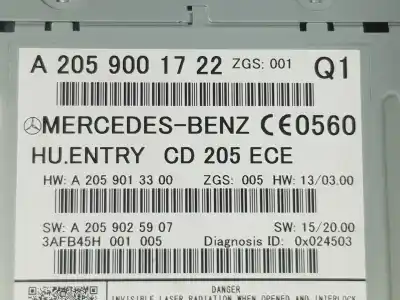 A 205 900 17 22 ZGS: 001 Q1
MERCEDES-BENZ CE0560
HU.ENTRY CD 205 ECE
HW: A 205 901 33 00 ZGS: 005 HW: 13/03.00
SW: A 205 902 59 07 SW: 15/20.00
3AFB45H 001 005 Diagnosis ID: 0x024503
DANGER
INVISIBLE LASER RADIATION WHEN OPEN AND INTERLOCK